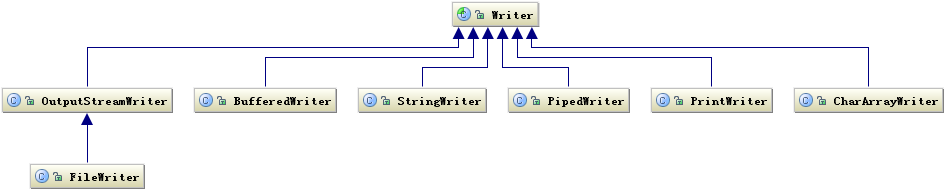 Writer
OutputStreamWriter
BufferedWriter
StringWriter
PipedWriter
PrintWriter
CharArrayWriter
FileWriter